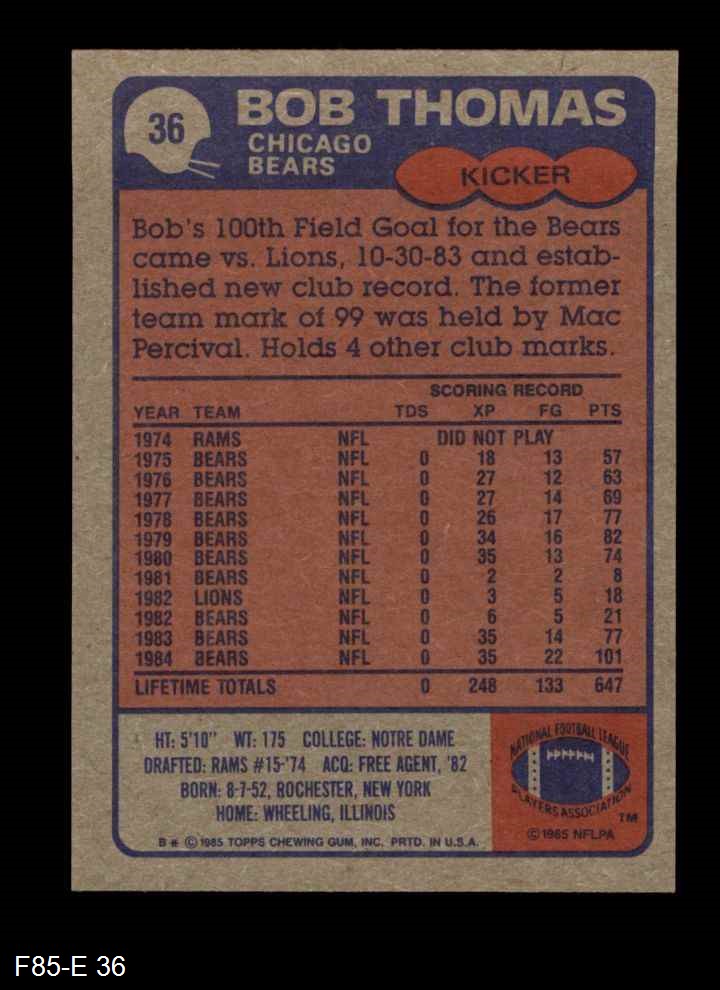 36
BOB THOMAS
CHICAGO
BEARS
KICKER
Bob's 100th Field Goal for the Bears
came vs. Lions, 10-30-83 and estab-
lished new club record. The former
team mark of 99 was held by Mac
Percival. Holds 4 other club marks.
SCORING RECORD
YEAR TEAM TDS XP FG PTS
1974 RAMS NFL DID NOT PLAY
1975 BEARS NFL 0 18 13 57
1976 BEARS NFL 0 27 12 63
1977 BEARS NFL 0 27 14 69
1978 BEARS NFL 0 26 17 77
1979 BEARS NFL 0 34 16 82
1980 BEARS NFL 0 35 13 74
1981 BEARS NFL 0 2 2 8
1982 LIONS NFL 0 3 5 18
1982 BEARS NFL 0 6 5 21
1983 BEARS NFL 0 35 14 77
1984 BEARS NFL 0 35 22 101
LIFETIME TOTALS 0 248 133 647
HT: 5'10" WT: 175 COLLEGE: NOTRE DAME
DRAFTED: RAMS #15-'74 ACQ: FREE AGENT, '82
BORN: 8-7-52, ROCHESTER, NEW YORK
HOME: WHEELING, ILLINOIS
B * © 1985 TOPPS CHEWING GUM, INC. PRTD. IN U.S.A.
NATIONAL FOOTBALL LEAGUE
PLAYERS ASSOCIATION
TM
© 1985 NFLPA
F85-E 36